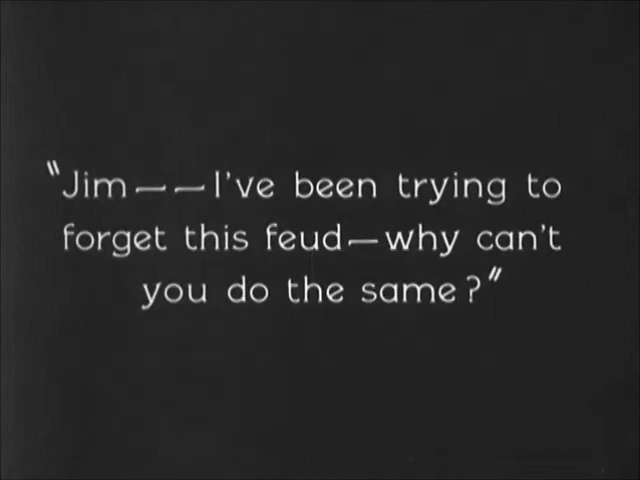 "Jim——I've been trying to
forget this feud—why can't
you do the same?"